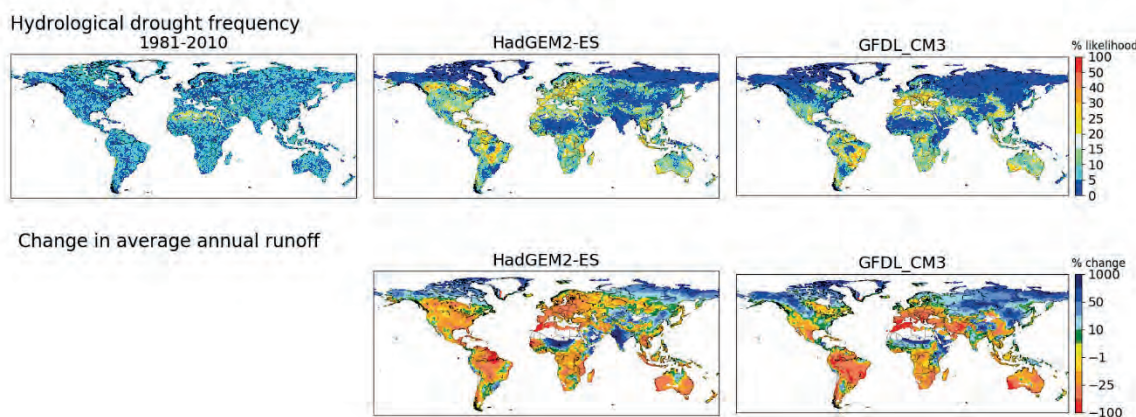 Hydrological drought frequency
1981-2010
HadGEM2-ES
GFDL_CM3
% likelihood
100
50
30
25
20
15
10
5
0
Change in average annual runoff
HadGEM2-ES
GFDL_CM3
% change
1000
50
10
−1
−25
−100